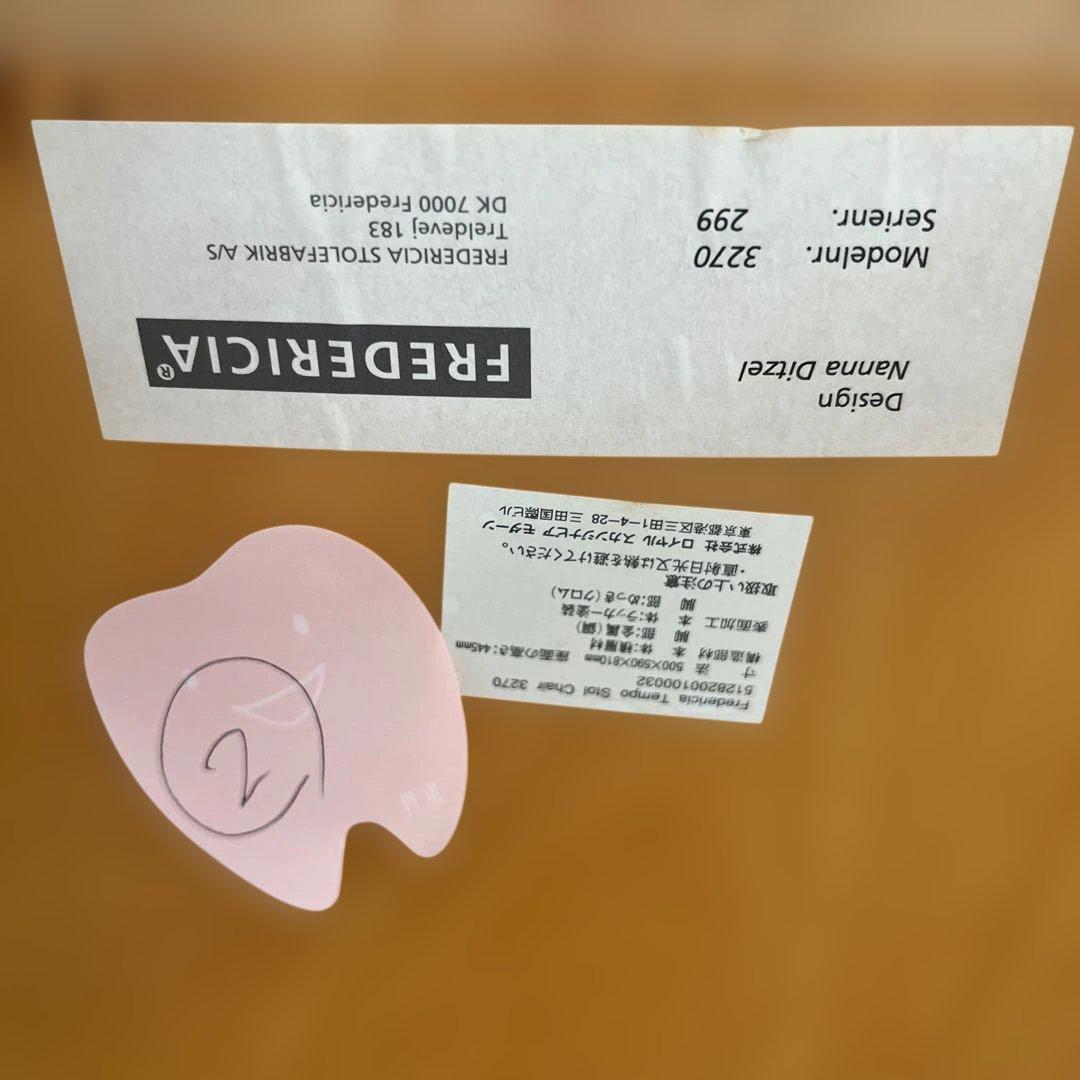 Design
Nanna Ditzel
FREDERICIA®
Modelnr. 3270
Serienr. 299
FREDERICIA STOLEFABRIK A/S
Treldevej 183
DK 7000 Fredericia
Fredericia Tempo Stol Chair 3270
5128200100032
寸 法 500×590×810mm 座面の高さ:445mm
構造部材 本 体:積層材
脚 部:金属(鋼)
表面加工 本 体:ラッカー塗装
脚 部:めっき(クロム)
取扱い上の注意
・直射日光又は熱を避けてください。
株式会社 ロイヤル スカンジナビア モダーン
東京都港区三田1-4-28 三田国際ビル
2